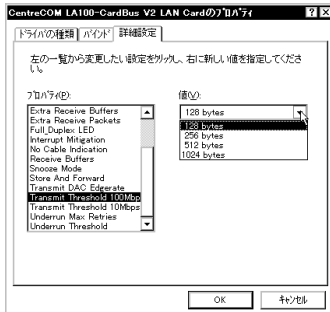 CentreCOM LA100-CardBus V2 LAN Cardのﾌﾟﾛﾊﾟﾃｨ
ﾄﾞﾗｲﾊﾞの種類
ﾊﾞｲﾝﾄﾞ
詳細設定
左の一覧から変更したい設定をｸﾘｯｸし、右に新しい値を指定してください。
ﾌﾟﾛﾊﾟﾃｨ(P):
Extra Receive Buffers
Extra Receive Packets
Full_Duplex LED
Interrupt Mitigation
No Cable Indication
Receive Buffers
Snooze Mode
Store And Forward
Transmit DAC Edgerate
Transmit Threshold 100Mbp
Transmit Threshold 10Mbps
Underrun Max Retries
Underrun Threshold
値(V):
128 bytes
128 bytes
256 bytes
512 bytes
1024 bytes
OK
ｷｬﾝｾﾙ